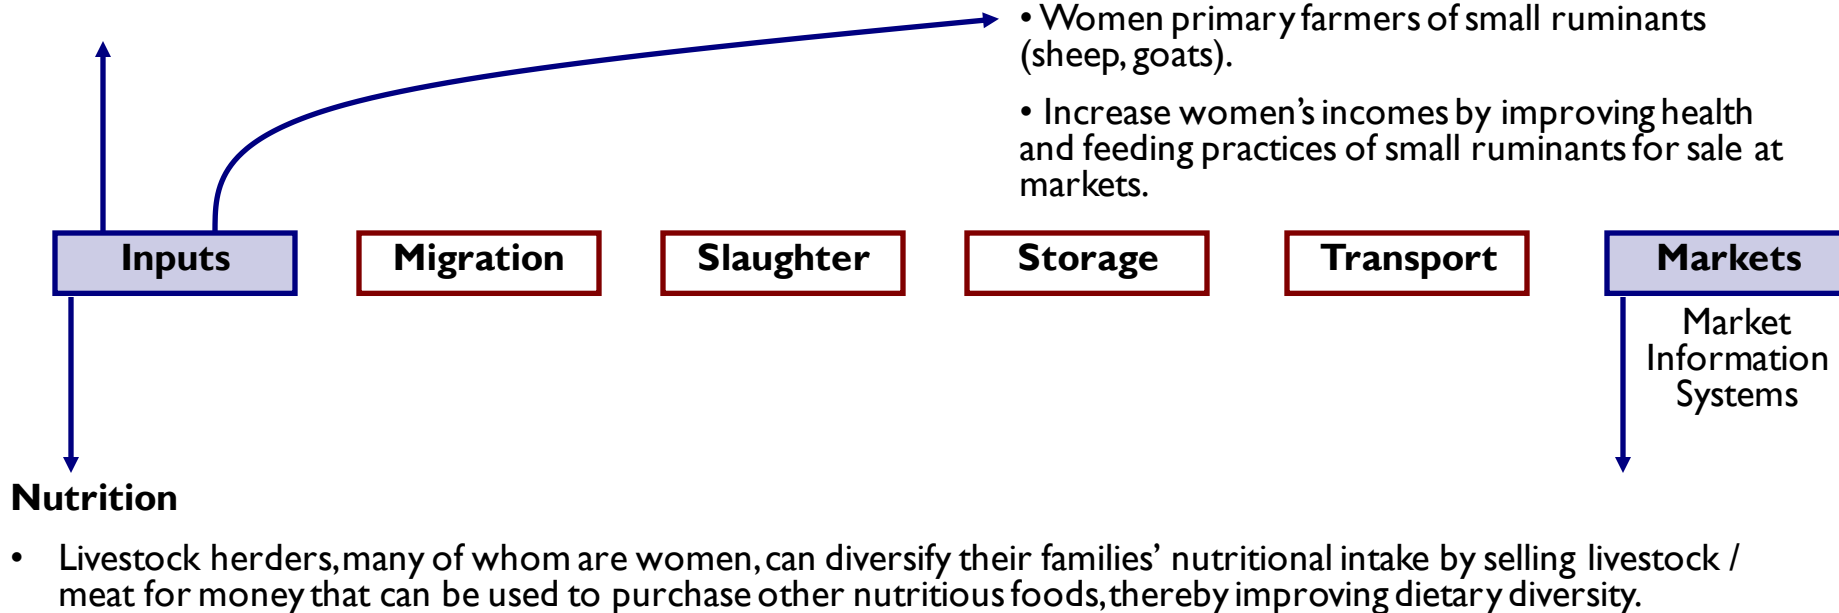 • Women primary farmers of small ruminants
(sheep, goats).
• Increase women’s incomes by improving health
and feeding practices of small ruminants for sale at
markets.
Inputs
Migration
Slaughter
Storage
Transport
Markets
Market
Information
Systems
Nutrition
• Livestock herders, many of whom are women, can diversify their families’ nutritional intake by selling livestock /
meat for money that can be used to purchase other nutritious foods, thereby improving dietary diversity.